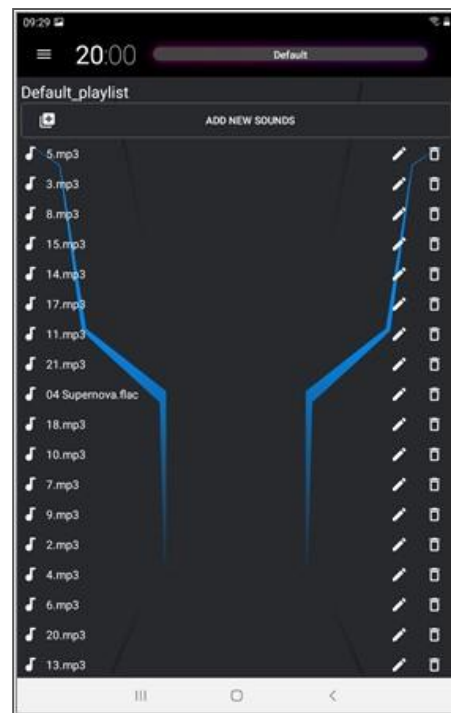 09:29
20:00 Default
Default_playlist
ADD NEW SOUNDS
5.mp3
3.mp3
8.mp3
15.mp3
14.mp3
17.mp3
11.mp3
21.mp3
04 Supernova.flac
18.mp3
10.mp3
7.mp3
9.mp3
2.mp3
4.mp3
6.mp3
20.mp3
13.mp3